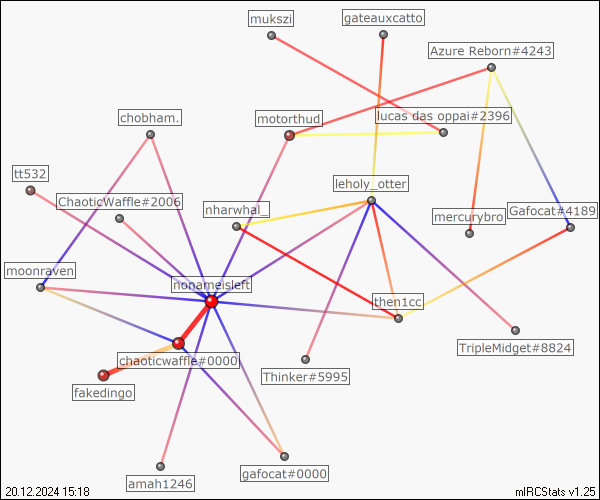 mukszi
gateauxcatto
Azure Reborn#4243
chobham.
motorthud
lucas das oppai#2396
tt532
leholy_otter
ChaoticWaffle#2006
nharwhal_
mercurybro
Gafocat#4189
moonraven
nonameisleft
then1cc
chaoticwaffle#0000
TripleMidget#8824
Thinker#5995
fakedingo
gafocat#0000
amah1246
20.12.2024 15:18
mIRCStats v1.25